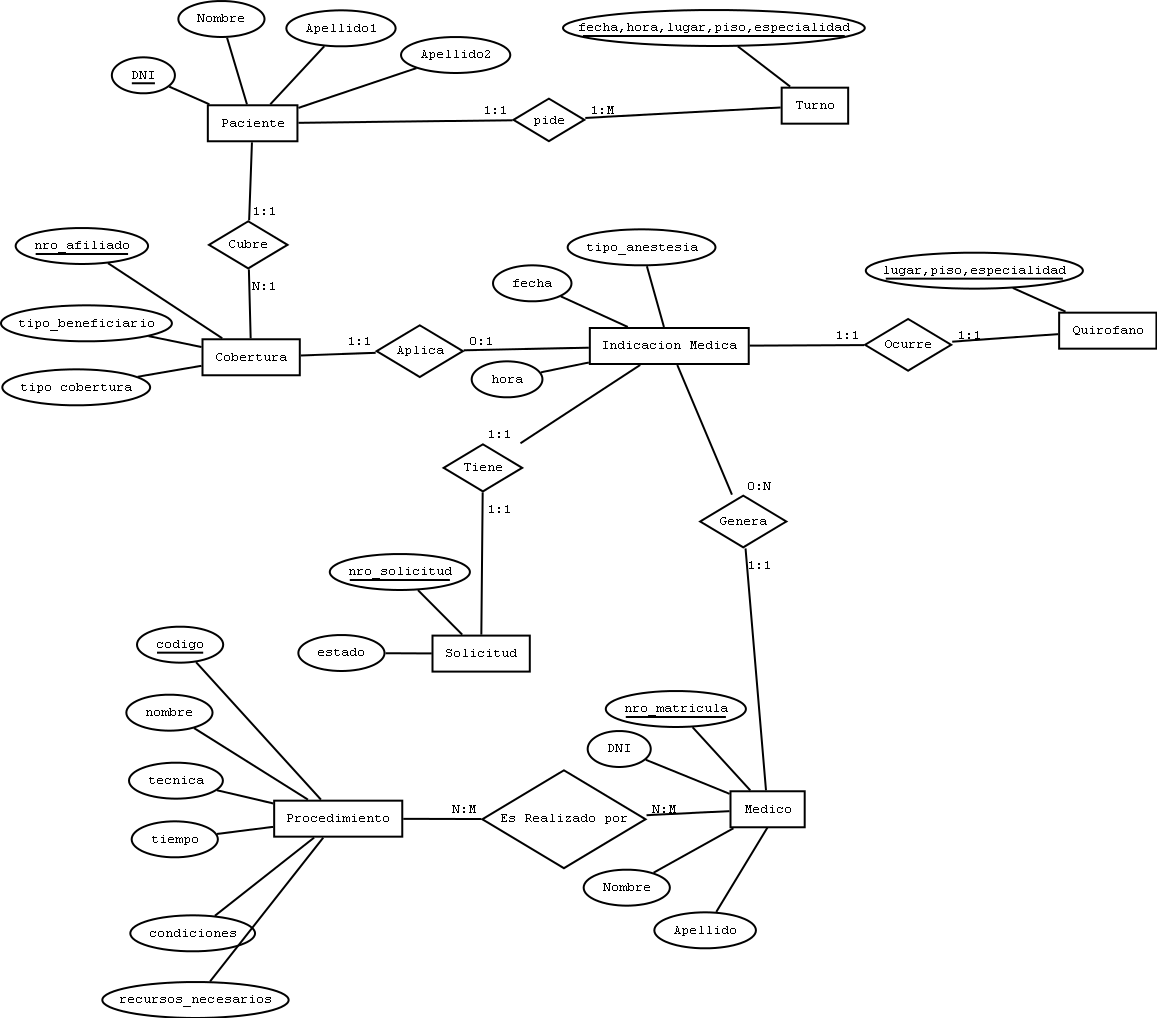 Nombre
Apellido1
fecha,hora,lugar,piso,especialidad
Apellido2
DNI
Turno
1:1
1:M
pide
Paciente
1:1
Cubre
nro_afiliado
tipo_anestesia
lugar,piso,especialidad
N:1
fecha
tipo_beneficiario
Quirofano
1:1
0:1
1:1
1:1
Indicacion Medica
Ocurre
Aplica
Cobertura
hora
tipo cobertura
1:1
Tiene
0:N
1:1
Genera
1:1
nro_solicitud
codigo
estado
Solicitud
nro_matricula
nombre
DNI
tecnica
N:M
N:M
Medico
Procedimiento
Es Realizado por
tiempo
Nombre
Apellido
condiciones
recursos_necesarios